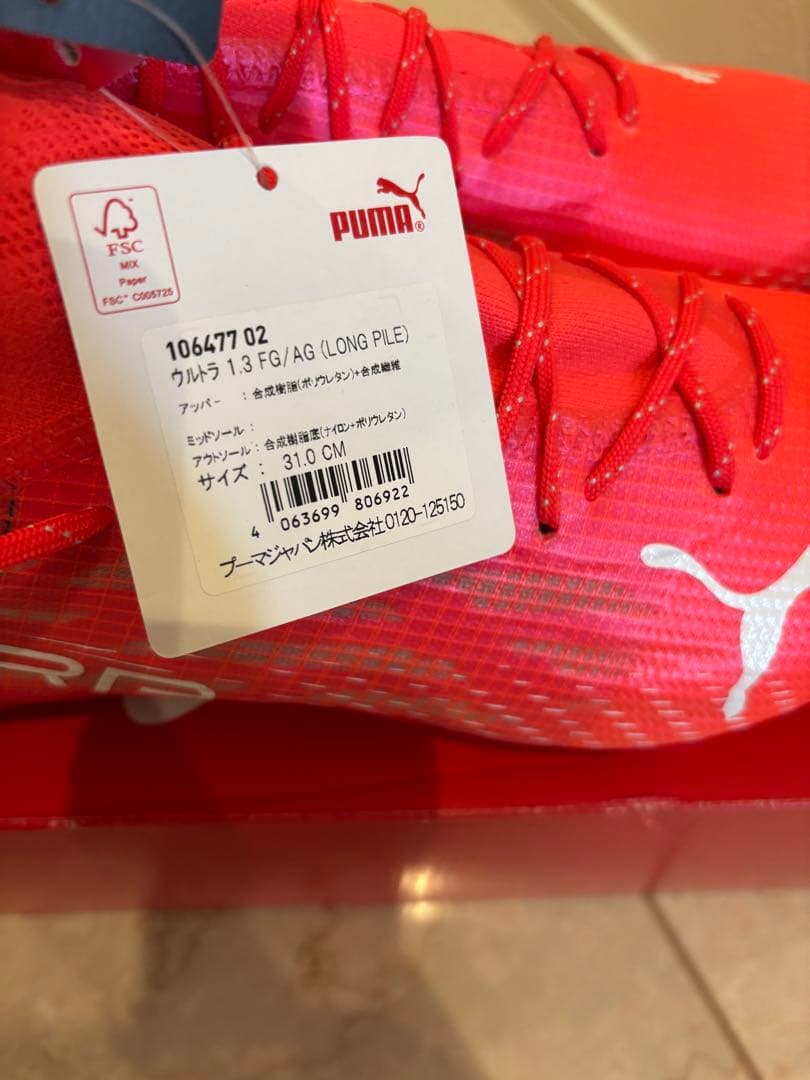 FSC
MIX
Paper
FSC™ C005725
PUMA®
106477 02
ウルトラ 1.3 FG/AG (LONG PILE)
アッパー : 合成樹脂(ポリウレタン)+合成繊維
ミッドソール :
アウトソール : 合成樹脂底(ナイロン+ポリウレタン)
サイズ : 31.0 CM
4 063699 806922
プーマジャパン株式会社 0120-125150